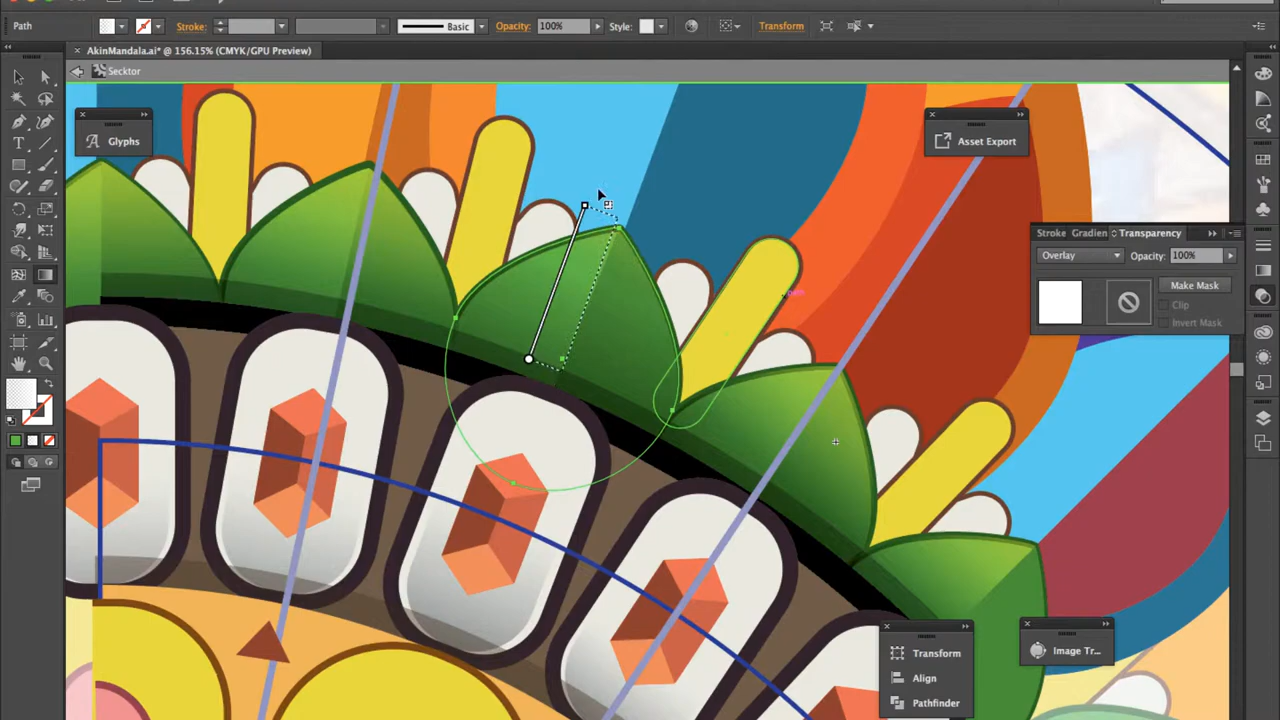 Path
Stroke:
Basic
Opacity: 100%
Style:
Transform
× AkinMandala.ai* @ 156.15% (CMYK/GPU Preview)
Secktor
Glyphs
Asset Export
Stroke Gradien Transparency
Overlay Opacity: 100%
Make Mask
Clip
Invert Mask
Transform
Align
Pathfinder
Image Tr...